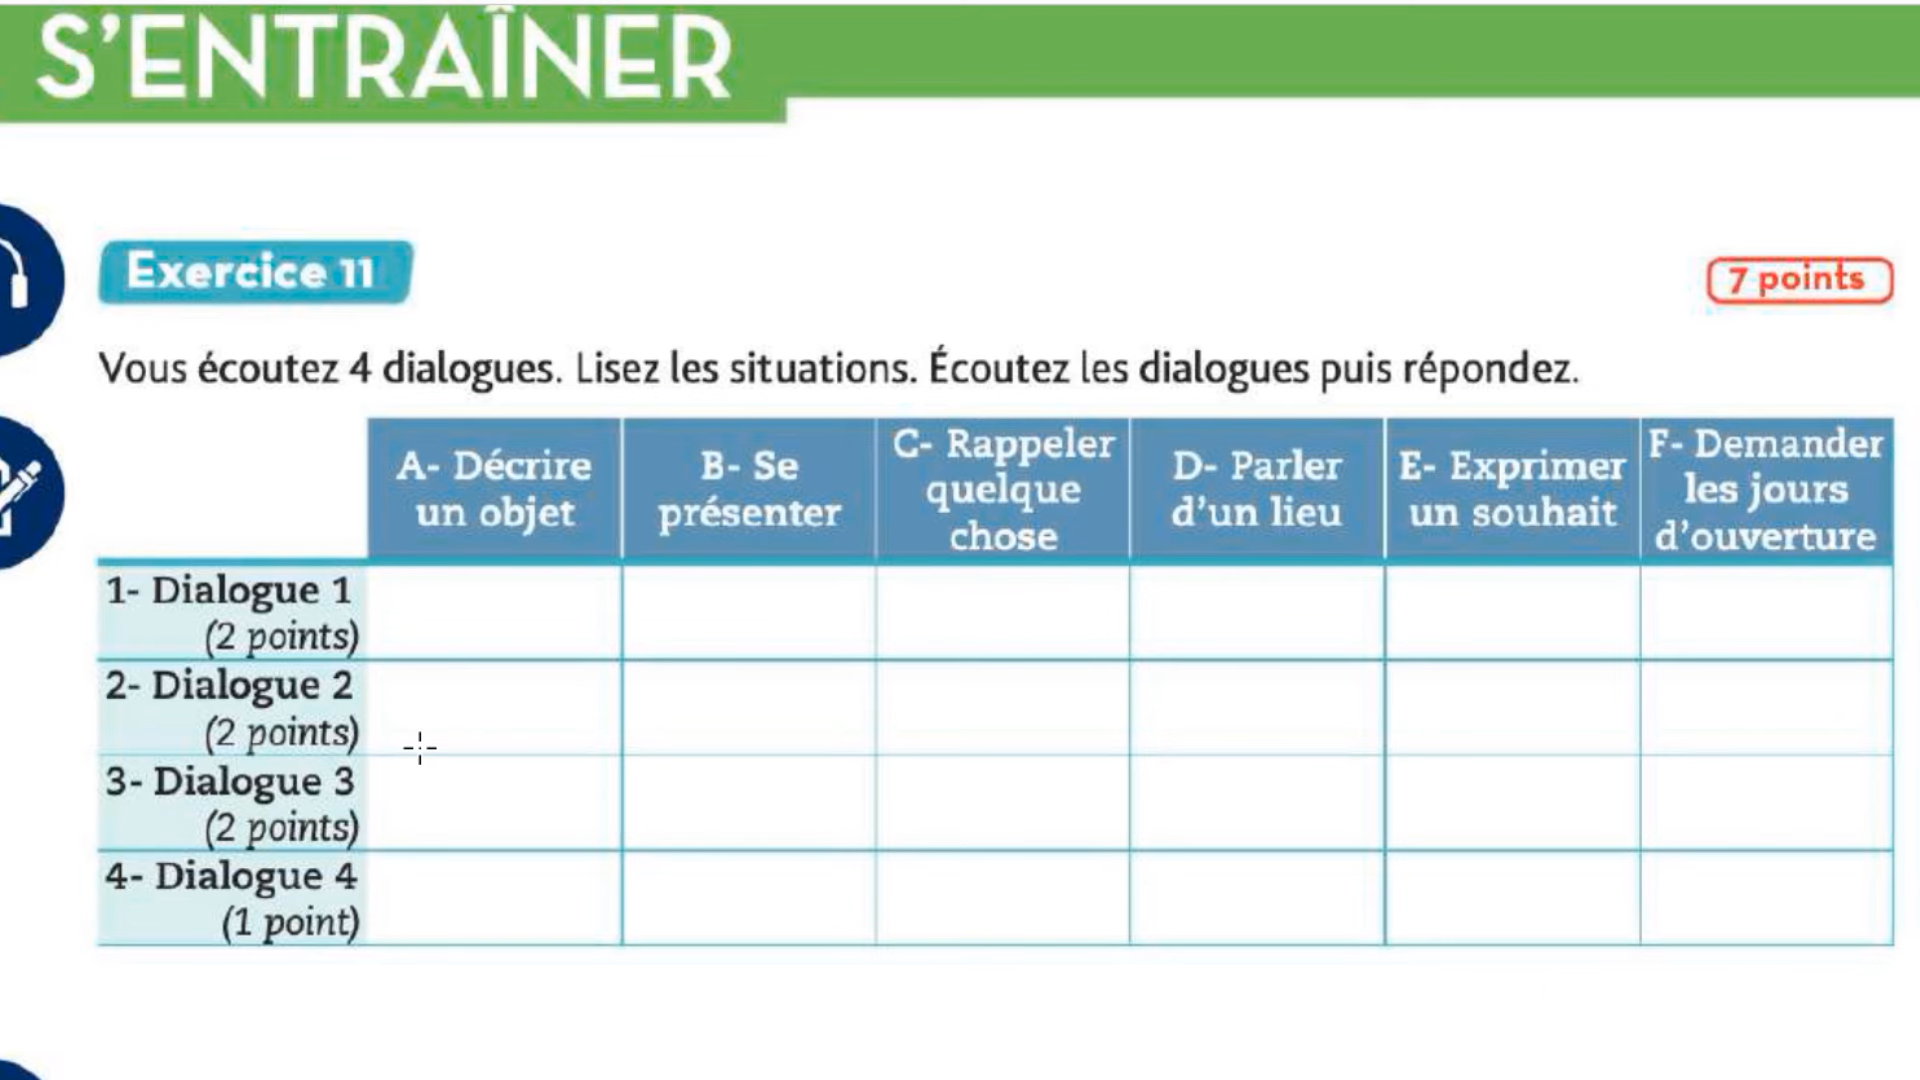 S'ENTRAÎNER
Exercice 11
7 points
Vous écoutez 4 dialogues. Lisez les situations. Écoutez les dialogues puis répondez.
A- Décrire
un objet
B- Se
présenter
C- Rappeler
quelque
chose
D- Parler
d'un lieu
E- Exprimer
un souhait
F- Demander
les jours
d'ouverture
1- Dialogue 1
(2 points)
2- Dialogue 2
(2 points)
3- Dialogue 3
(2 points)
4- Dialogue 4
(1 point)